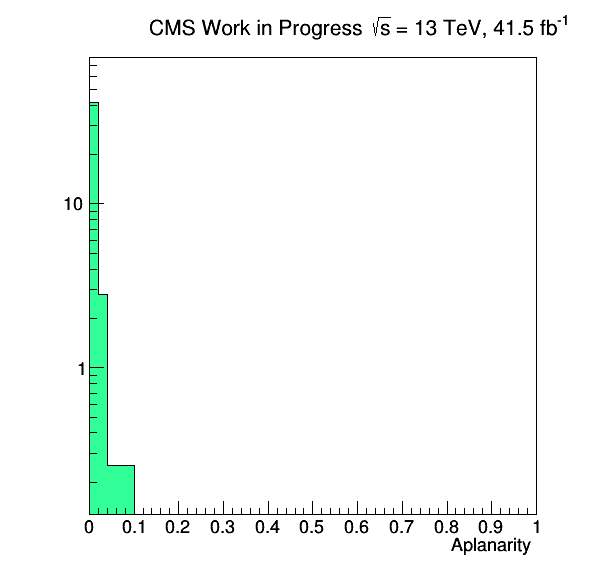 CMS Work in Progress √s = 13 TeV, 41.5 fb⁻¹
10
1
0 0.1 0.2 0.3 0.4 0.5 0.6 0.7 0.8 0.9 1
Aplanarity